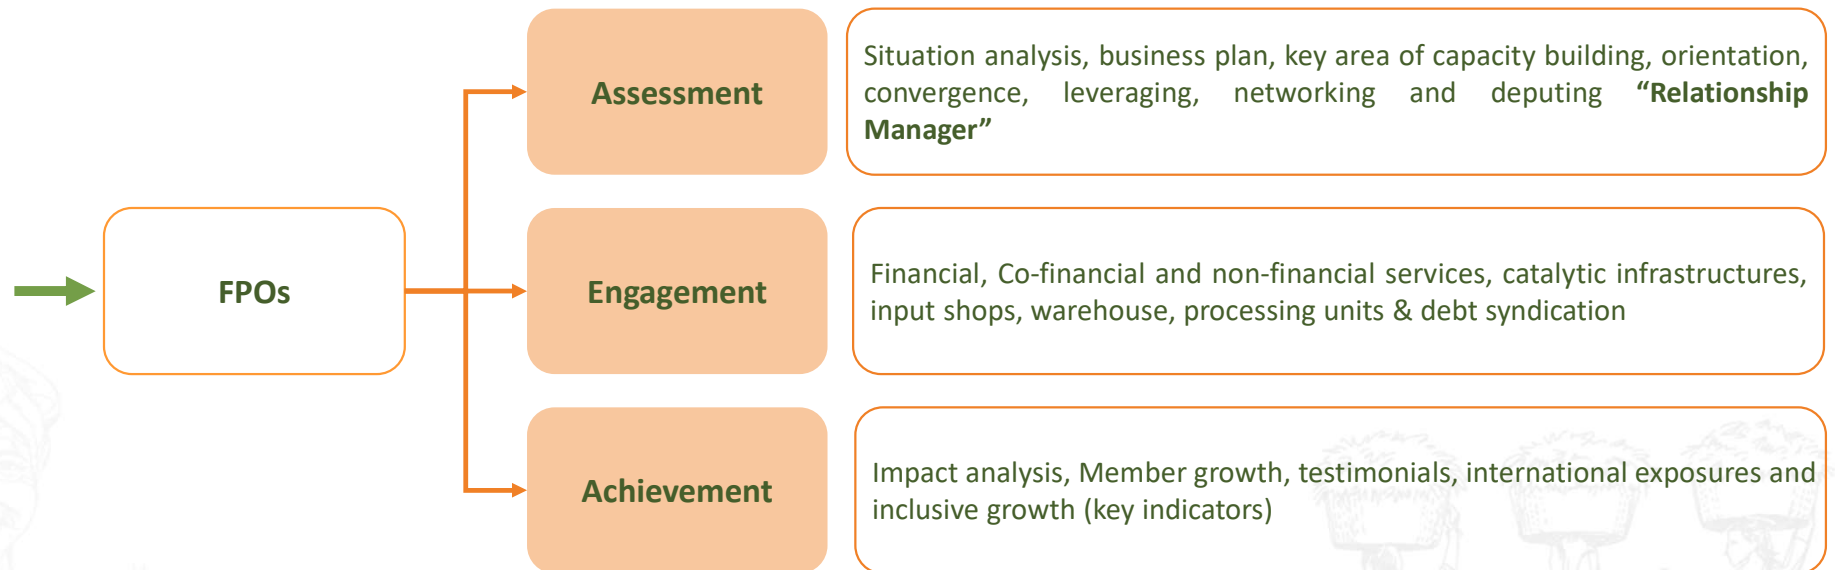 Assessment
Situation analysis, business plan, key area of capacity building, orientation,
convergence, leveraging, networking and deputing “Relationship
Manager”
FPOs
Engagement
Financial, Co-financial and non-financial services, catalytic infrastructures,
input shops, warehouse, processing units & debt syndication
Achievement
Impact analysis, Member growth, testimonials, international exposures and
inclusive growth (key indicators)